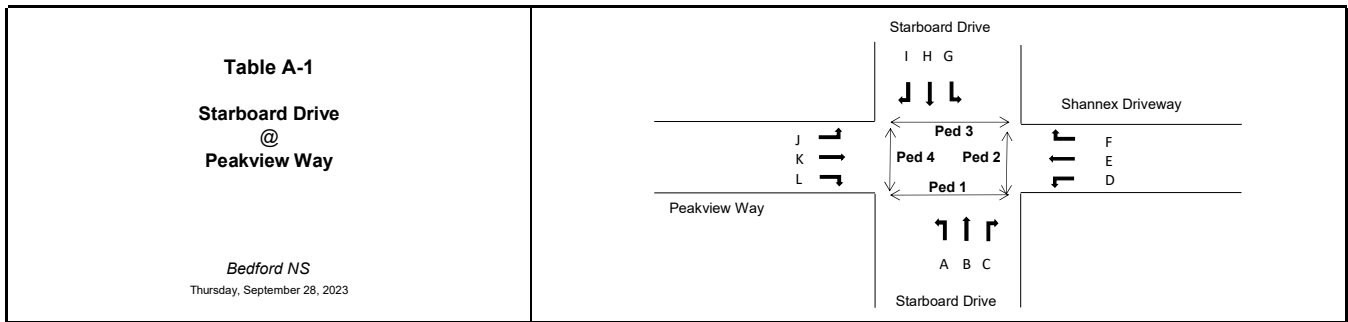 Table A-1
Starboard Drive
@
Peakview Way
Bedford NS
Thursday, September 28, 2023
Starboard Drive
I H G
Shannex Driveway
Ped 3
J
F
Ped 4 Ped 2
K
E
L
D
Ped 1
Peakview Way
A B C
Starboard Drive